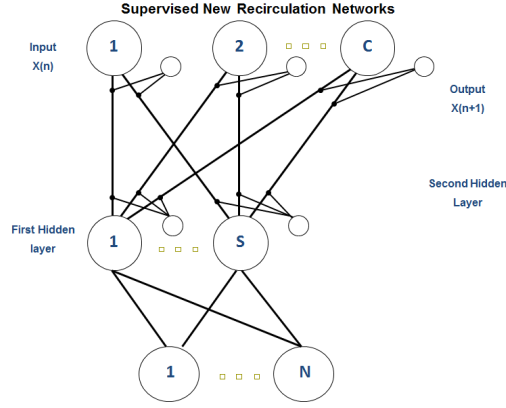 Supervised New Recirculation Networks
Input
X(n)
1
2
C
Output
X(n+1)
Second Hidden
Layer
First Hidden
layer
1
S
1
N